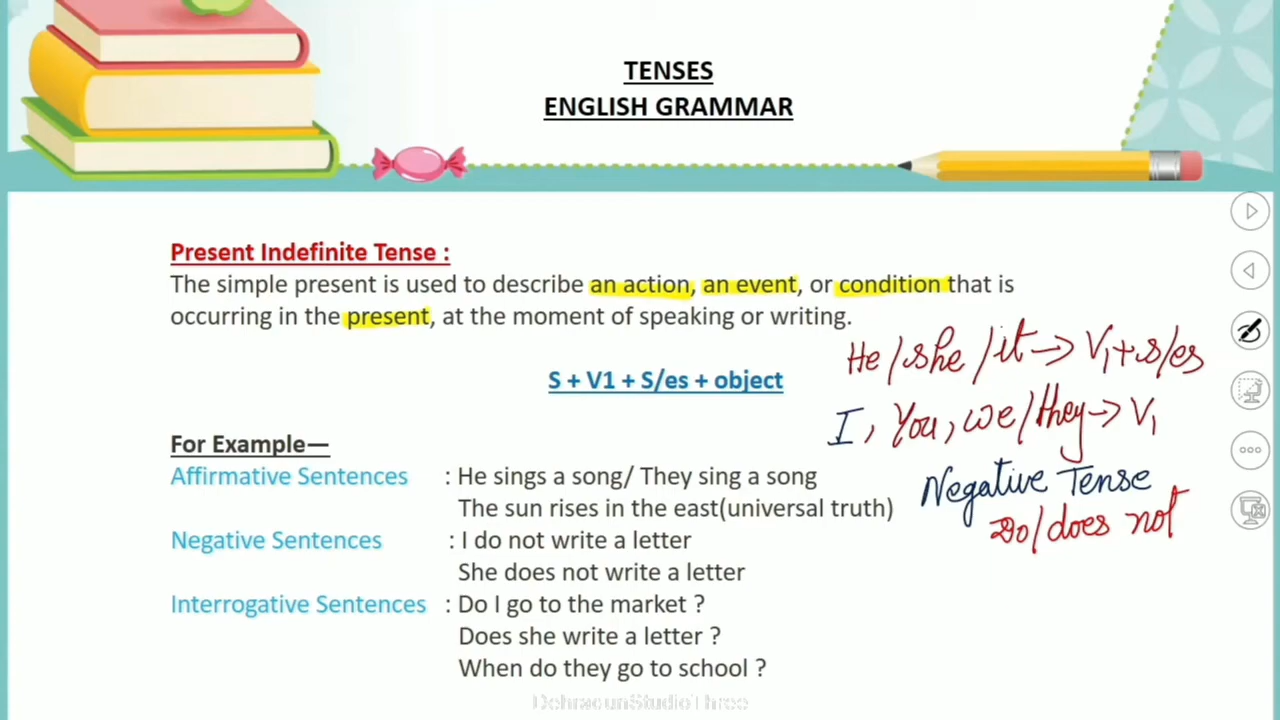 TENSES
ENGLISH GRAMMAR
Present Indefinite Tense :
The simple present is used to describe an action, an event, or condition that is
occurring in the present, at the moment of speaking or writing.
He/she/it→ V1+s/es
S + V1 + S/es + object
I, You, we/they→ V1
For Example—
Affirmative Sentences : He sings a song/ They sing a song
Negative Tense
The sun rises in the east(universal truth)
Do/does not
Negative Sentences : I do not write a letter
She does not write a letter
Interrogative Sentences : Do I go to the market ?
Does she write a letter ?
When do they go to school ?
DehradunStudioThree